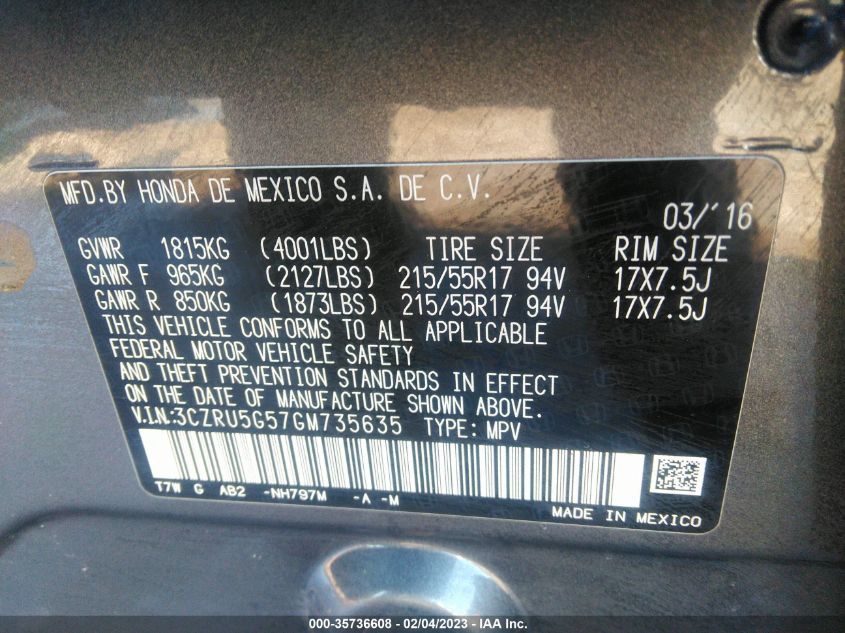 MFD.BY HONDA DE MEXICO S.A. DE C.V.
03/'16
GVWR 1815KG (4001LBS) TIRE SIZE RIM SIZE
GAWR F 965KG (2127LBS) 215/55R17 94V 17X7.5J
GAWR R 850KG (1873LBS) 215/55R17 94V 17X7.5J
THIS VEHICLE CONFORMS TO ALL APPLICABLE
FEDERAL MOTOR VEHICLE SAFETY
AND THEFT PREVENTION STANDARDS IN EFFECT
ON THE DATE OF MANUFACTURE SHOWN ABOVE.
V.I.N:3CZRU5G57GM735635 TYPE: MPV
T7W G AB2 -NH797M -A -M
MADE IN MEXICO
000-35736608 — 02/04/2023 — IAA Inc.